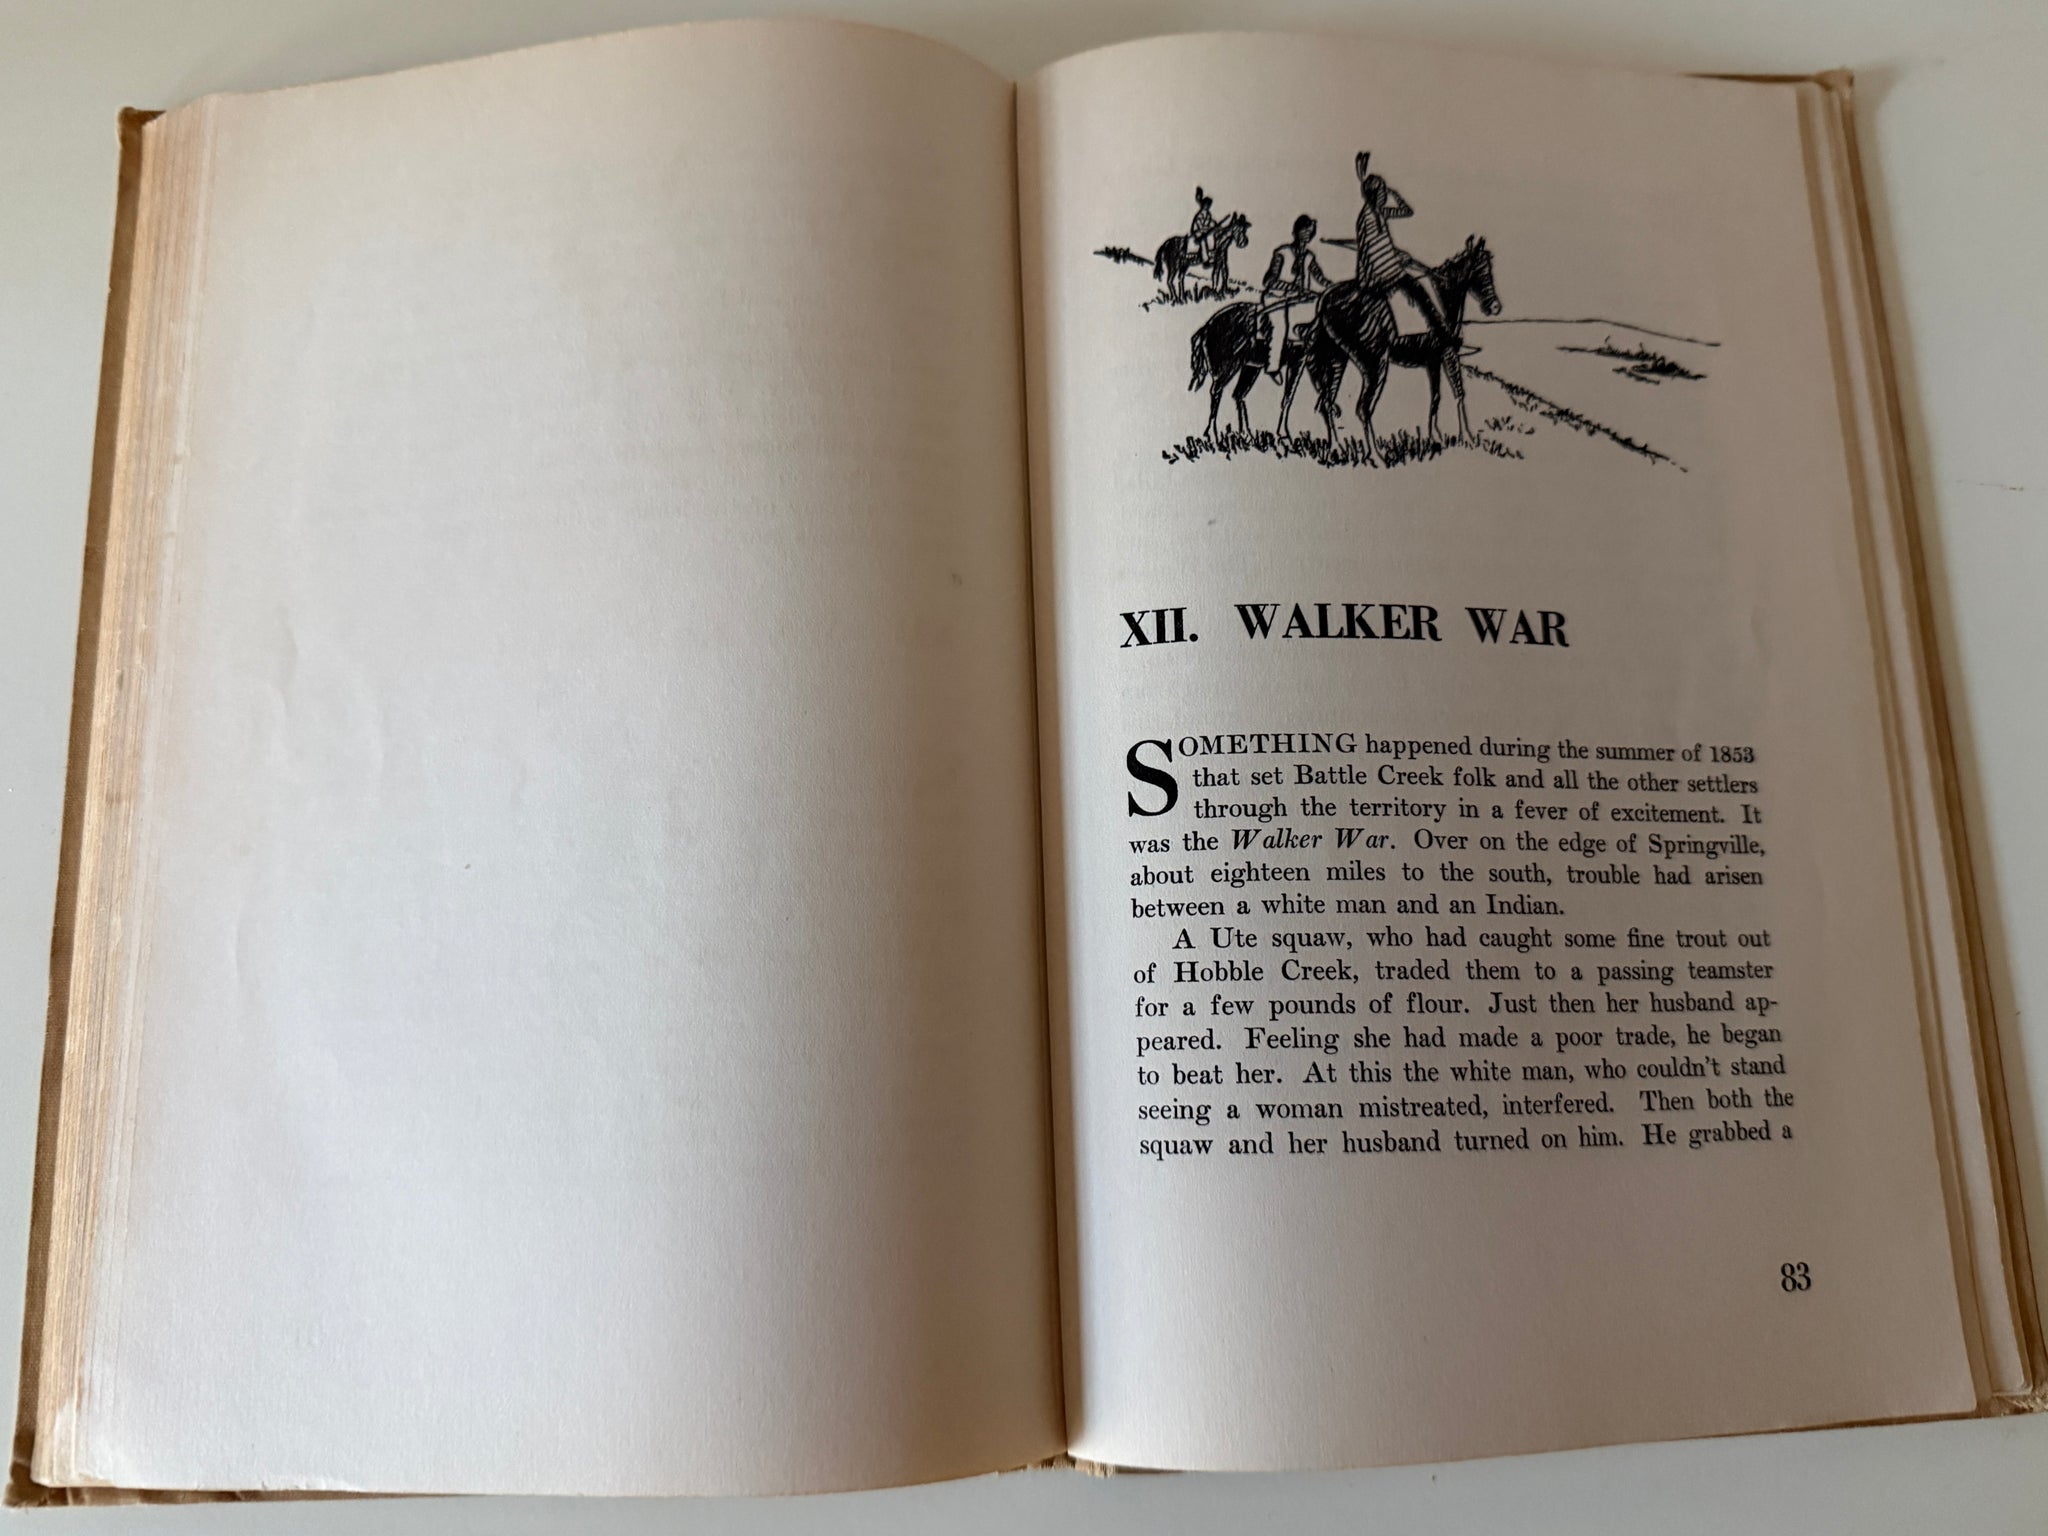 XII. WALKER WAR
SOMETHING happened during the summer of 1853
that set Battle Creek folk and all the other settlers
through the territory in a fever of excitement. It
was the Walker War. Over on the edge of Springville,
about eighteen miles to the south, trouble had arisen
between a white man and an Indian.
A Ute squaw, who had caught some fine trout out
of Hobble Creek, traded them to a passing teamster
for a few pounds of flour. Just then her husband ap-
peared. Feeling she had made a poor trade, he began
to beat her. At this the white man, who couldn't stand
seeing a woman mistreated, interfered. Then both the
squaw and her husband turned on him. He grabbed a
83